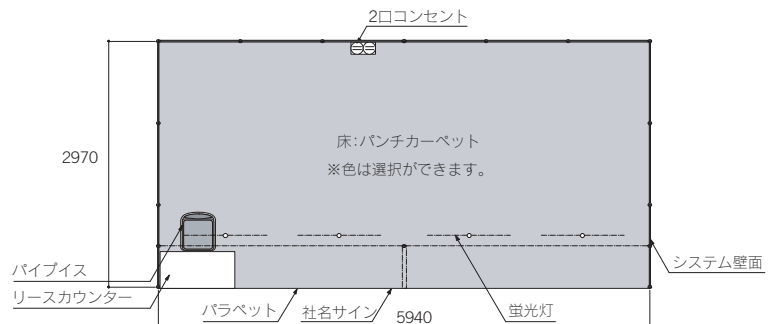 2口コンセント
床:パンチカーペット
※色は選択ができます。
2970
パイプイス
リースカウンター
システム壁面
パラペット
社名サイン
5940
蛍光灯